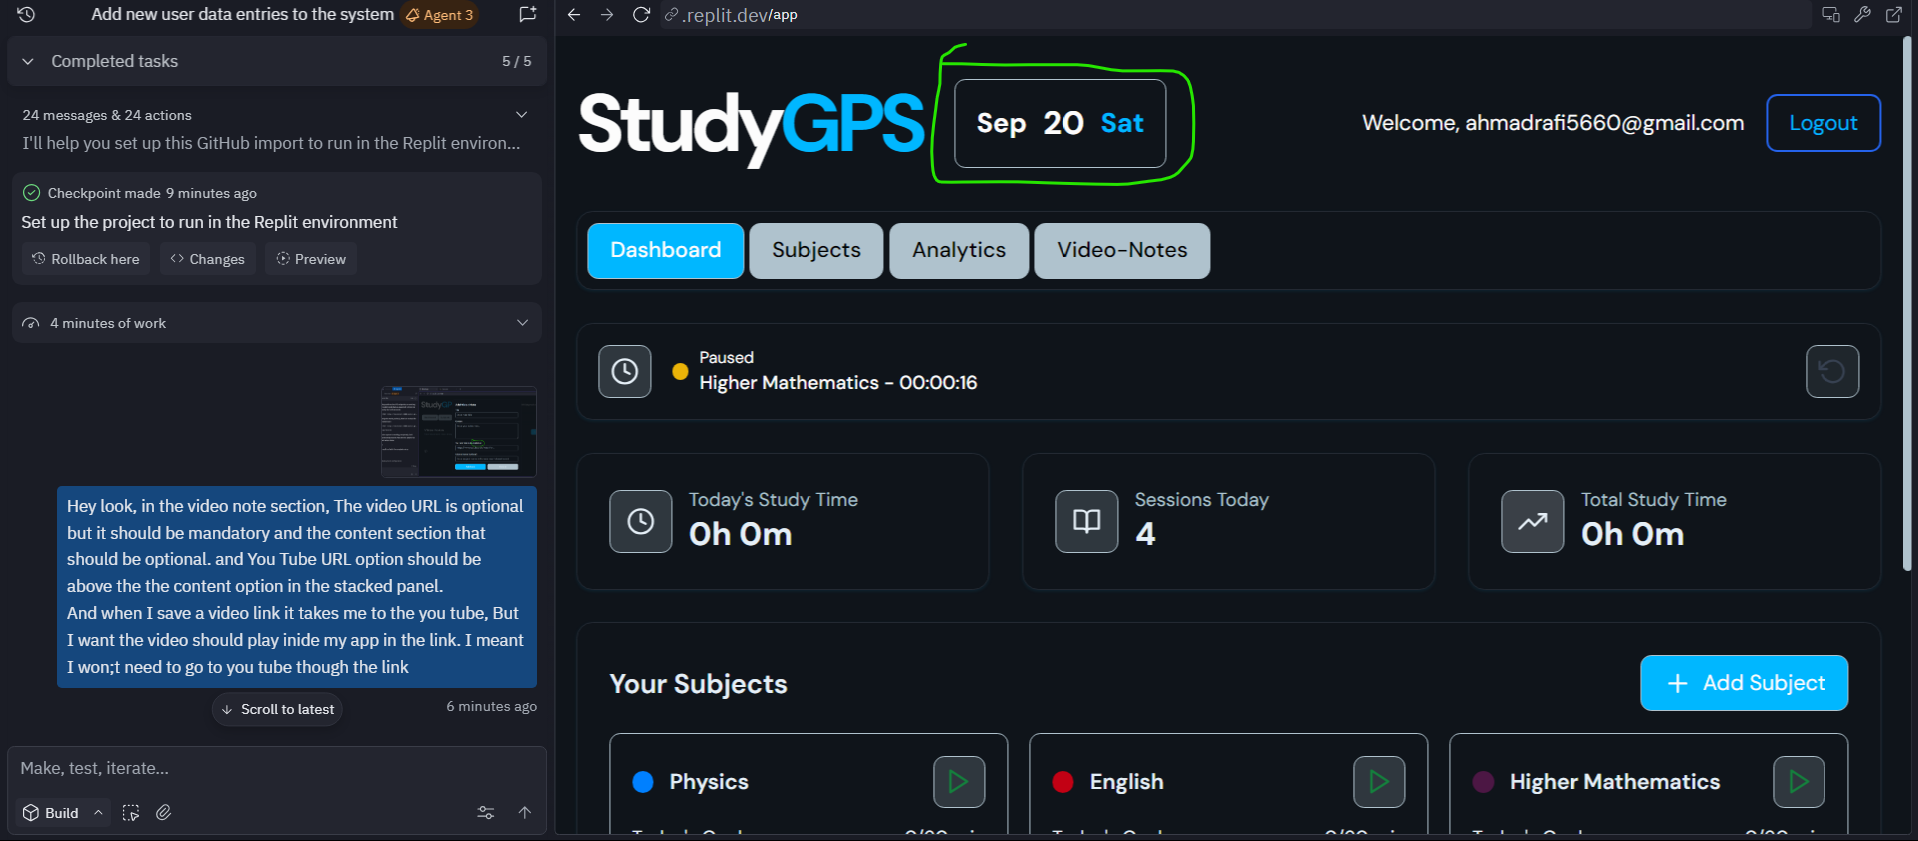 Add new user data entries to the system Agent 3
.replit.dev/app
Completed tasks 5 / 5
24 messages & 24 actions
I'll help you set up this GitHub import to run in the Replit environ...
Checkpoint made 9 minutes ago
Set up the project to run in the Replit environment
Rollback here Changes Preview
4 minutes of work
Hey look, in the video note section, The video URL is optional
but it should be mandatory and the content section that
should be optional. and You Tube URL option should be
above the the content option in the stacked panel.
And when I save a video link it takes me to the you tube, But
I want the video should play inide my app in the link. I meant
I won;t need to go to you tube though the link
Scroll to latest
6 minutes ago
Make, test, iterate...
Build
StudyGPS
Sep 20 Sat
Welcome, ahmadrafi5660@gmail.com
Logout
Dashboard Subjects Analytics Video-Notes
Paused
Higher Mathematics - 00:00:16
Today's Study Time
0h 0m
Sessions Today
4
Total Study Time
0h 0m
Your Subjects
Add Subject
Physics
English
Higher Mathematics